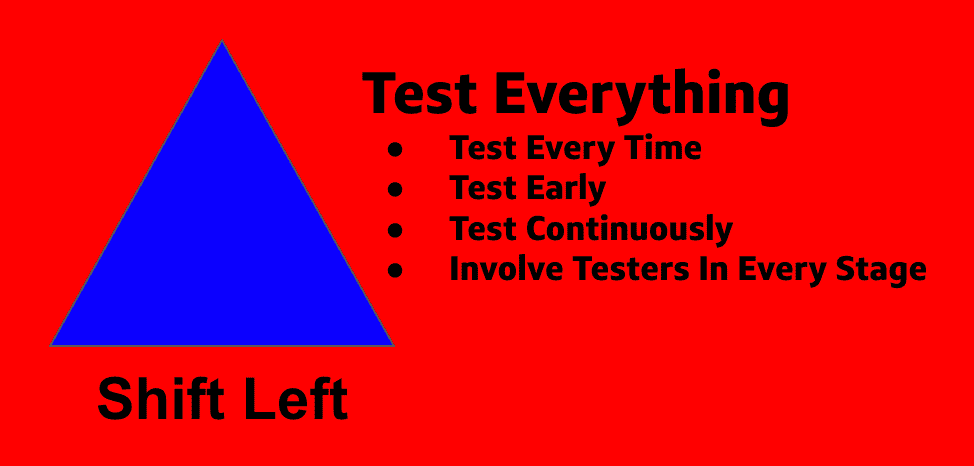 Test Everything
● Test Every Time
● Test Early
● Test Continuously
● Involve Testers In Every Stage
Shift Left